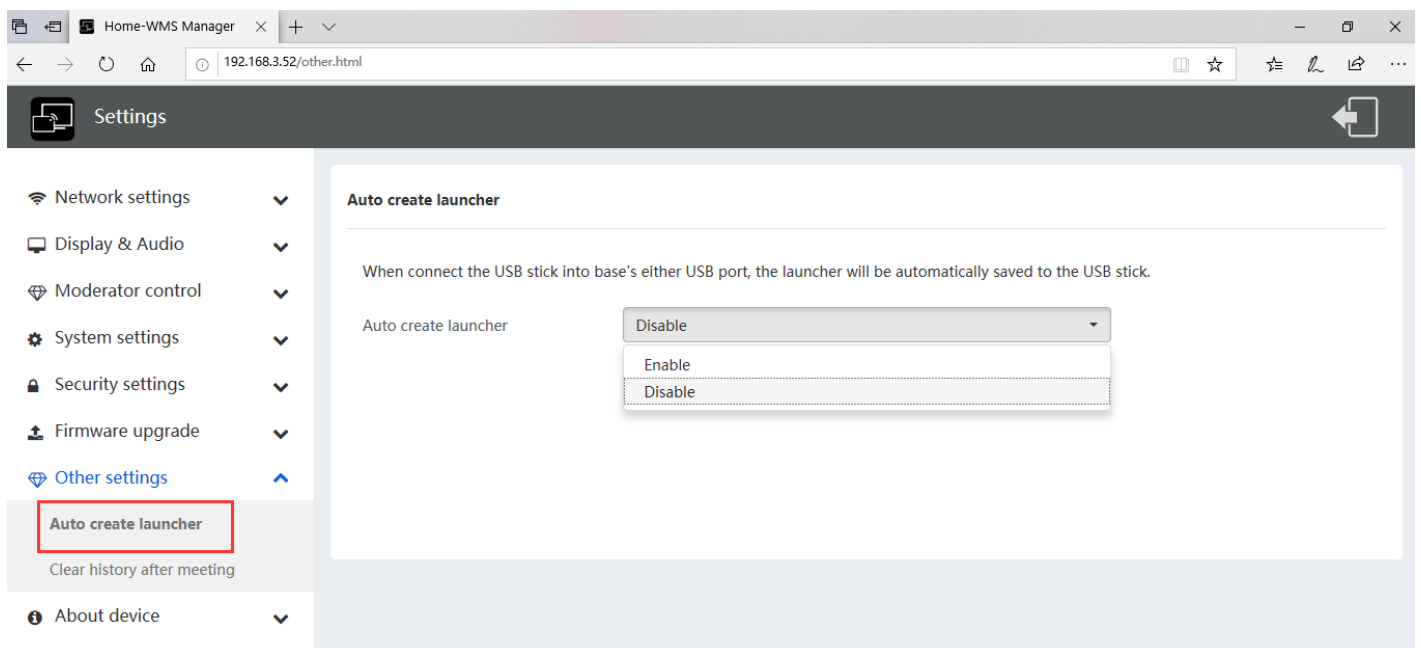 Home-WMS Manager
192.168.3.52/other.html
Settings
Network settings
Display & Audio
Moderator control
System settings
Security settings
Firmware upgrade
Other settings
Auto create launcher
Clear history after meeting
About device
Auto create launcher
When connect the USB stick into base's either USB port, the launcher will be automatically saved to the USB stick.
Auto create launcher
Disable
Enable
Disable